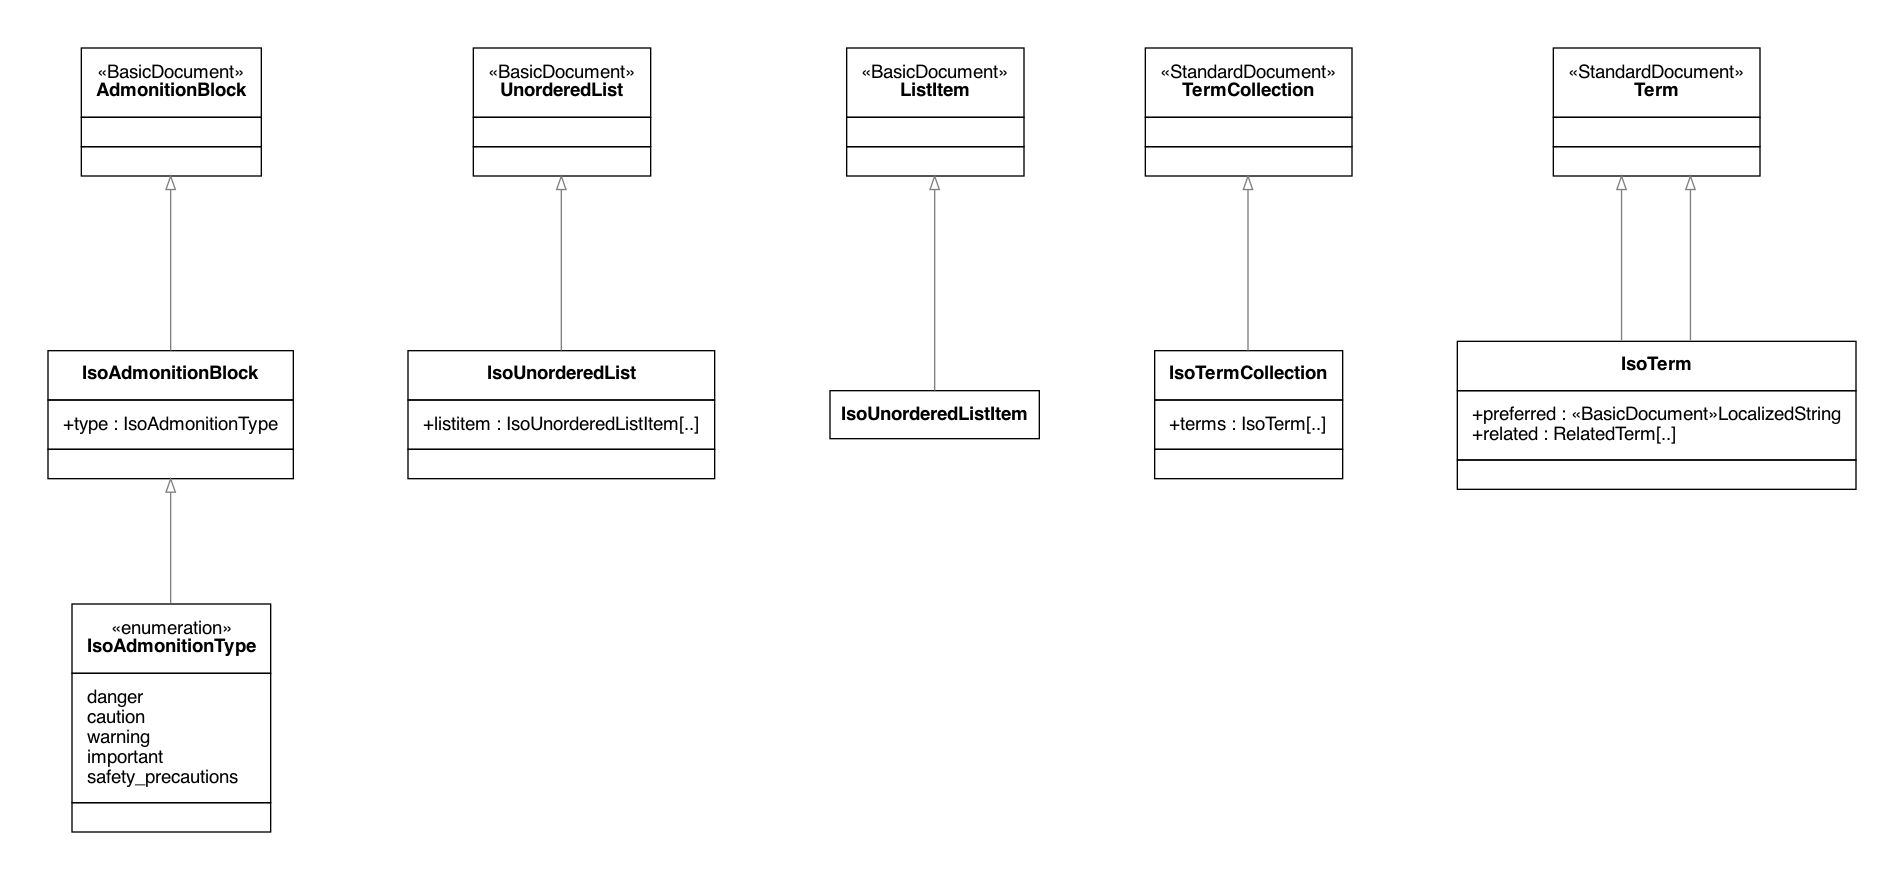 «BasicDocument»
AdmonitionBlock
«BasicDocument»
UnorderedList
«BasicDocument»
ListItem
«StandardDocument»
TermCollection
«StandardDocument»
Term
IsoAdmonitionBlock
+type : IsoAdmonitionType
IsoUnorderedList
+listitem : IsoUnorderedListItem[..]
IsoUnorderedListItem
IsoTermCollection
+terms : IsoTerm[..]
IsoTerm
+preferred : «BasicDocument»LocalizedString
+related : RelatedTerm[..]
«enumeration»
IsoAdmonitionType
danger
caution
warning
important
safety_precautions